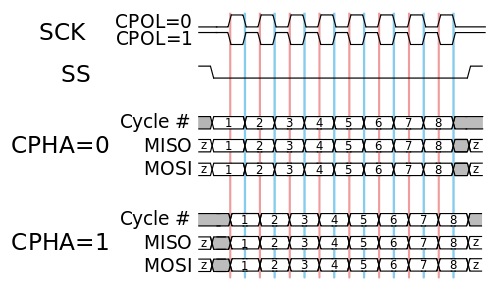 SCK CPOL=0
CPOL=1
SS
Cycle # 1 2 3 4 5 6 7 8
CPHA=0 MISO z 1 2 3 4 5 6 7 8 z
MOSI z 1 2 3 4 5 6 7 8 z
Cycle # 1 2 3 4 5 6 7 8
CPHA=1 MISO z 1 2 3 4 5 6 7 8 z
MOSI z 1 2 3 4 5 6 7 8 z